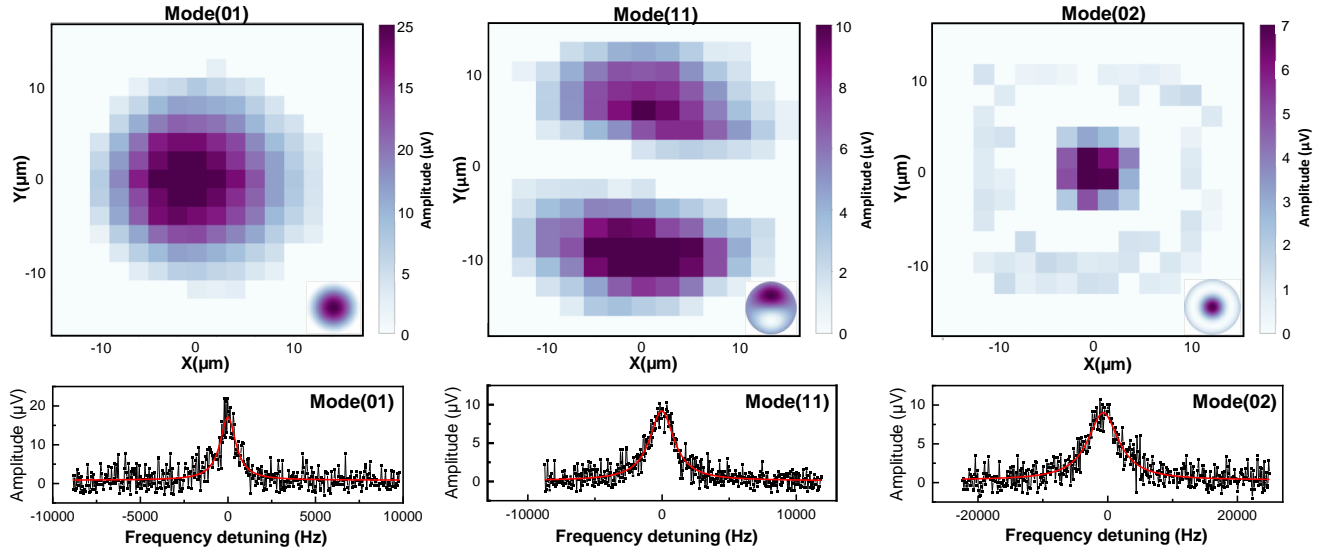 Mode(01)
Mode(11)
Mode(02)
10
0
-10
Y(µm)
-10
0
10
X(µm)
25
15
20
10
5
0
Amplitude (µV)
10
0
-10
Y(µm)
-10
0
10
X(µm)
10
8
6
4
2
0
Amplitude (µV)
10
0
-10
Y(µm)
-10
0
10
X(µm)
7
6
5
4
3
2
1
0
Amplitude (µV)
Mode(01)
20
10
0
Amplitude (µV)
-10000
-5000
0
5000
10000
Frequency detuning (Hz)
Mode(11)
10
5
0
Amplitude (µV)
-10000
0
10000
Frequency detuning (Hz)
Mode(02)
10
5
0
Amplitude (µV)
-20000
0
20000
Frequency detuning (Hz)